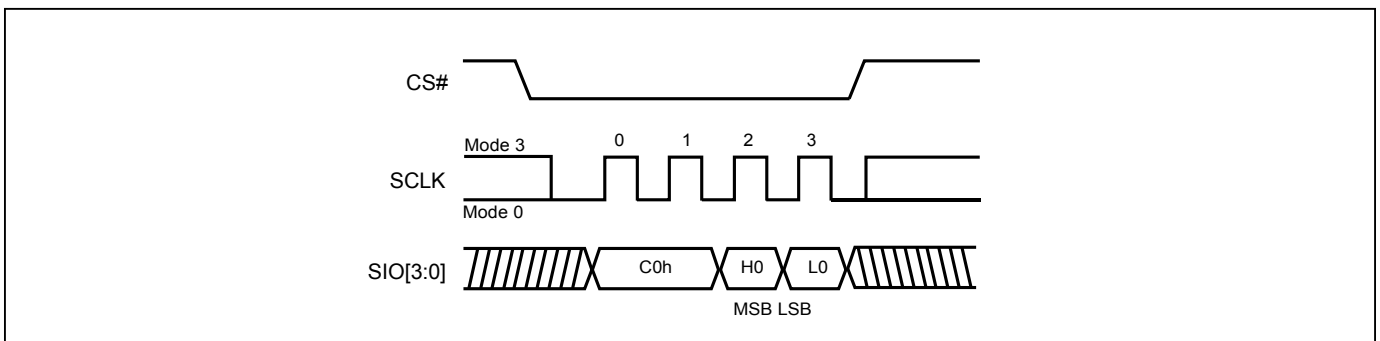 CS#
Mode 3
0 1 2 3
SCLK
Mode 0
SIO[3:0]
C0h H0 L0
MSB LSB